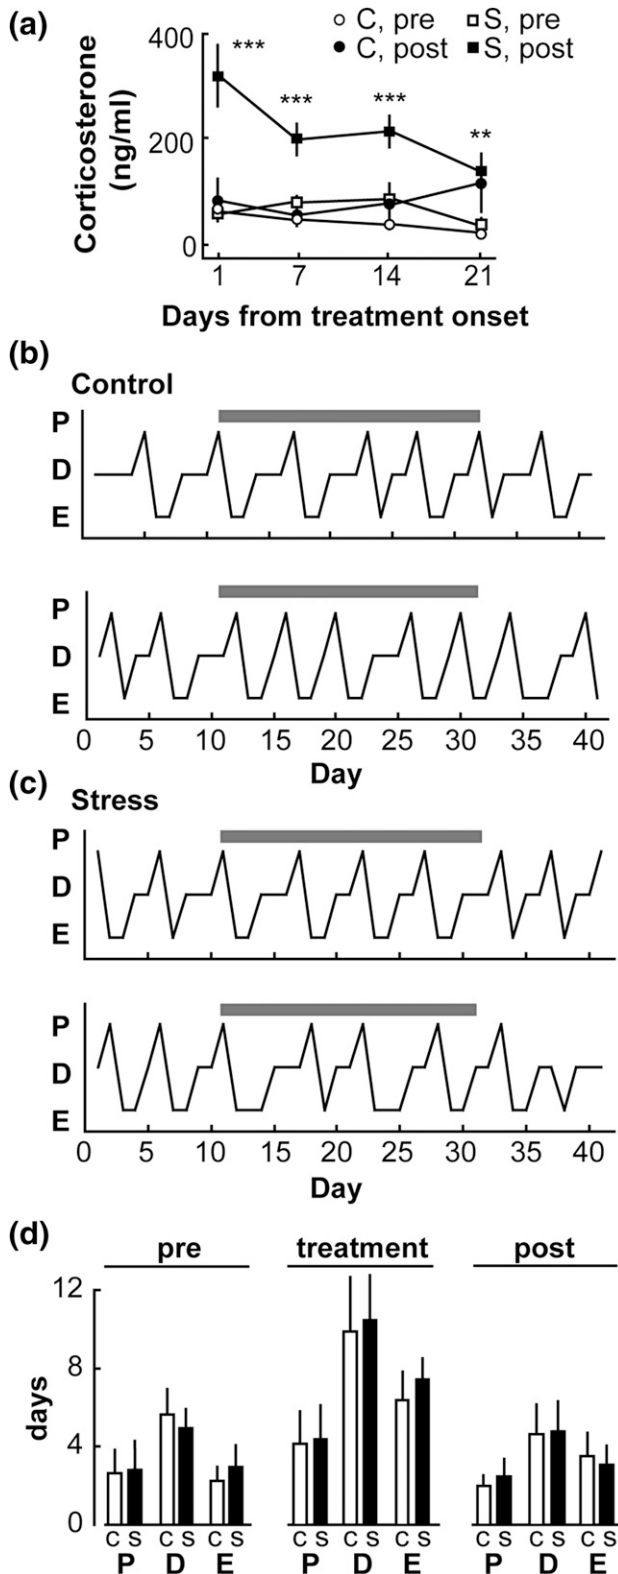 (a)
C, pre
S, pre
C, post
S, post
Corticosterone
(ng/ml)
400
200
0
***
***
***
**
1 7 14 21
Days from treatment onset
(b)
Control
P
D
E
P
D
E
0 5 10 15 20 25 30 35 40
Day
(c)
Stress
P
D
E
P
D
E
0 5 10 15 20 25 30 35 40
Day
(d)
pre treatment post
days
12
8
4
0
C S C S C S C S C S C S C S C S C S
P D E P D E P D E